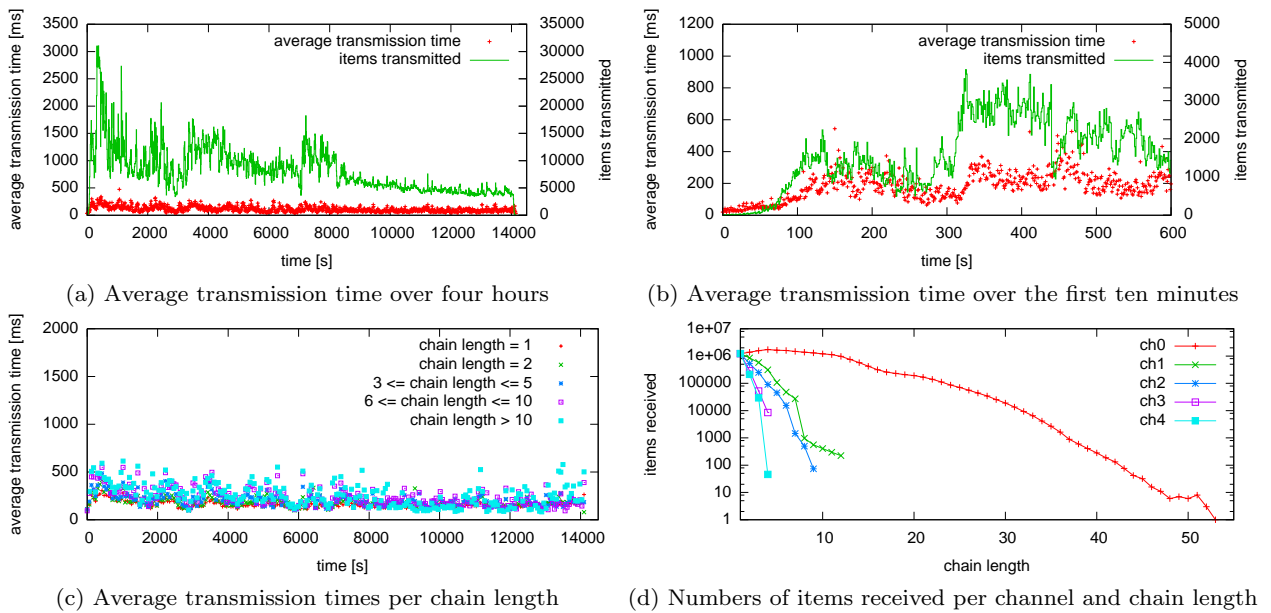 average transmission time [ms]
3500
3000
2500
2000
1500
1000
500
0
average transmission time
items transmitted
35000
30000
25000
20000
15000
10000
5000
0
items transmitted
0 2000 4000 6000 8000 10000 12000 14000
time [s]
(a) Average transmission time over four hours
average transmission time [ms]
1200
1000
800
600
400
200
0
average transmission time
items transmitted
5000
4000
3000
2000
1000
0
items transmitted
0 100 200 300 400 500 600
time [s]
(b) Average transmission time over the first ten minutes
average transmission time [ms]
2000
1500
1000
500
0
chain length = 1
chain length = 2
3 <= chain length <= 5
6 <= chain length <= 10
chain length > 10
0 2000 4000 6000 8000 10000 12000 14000
time [s]
(c) Average transmission times per chain length
items received
1e+07
1e+06
100000
10000
1000
100
10
1
ch0
ch1
ch2
ch3
ch4
10 20 30 40 50
chain length
(d) Numbers of items received per channel and chain length